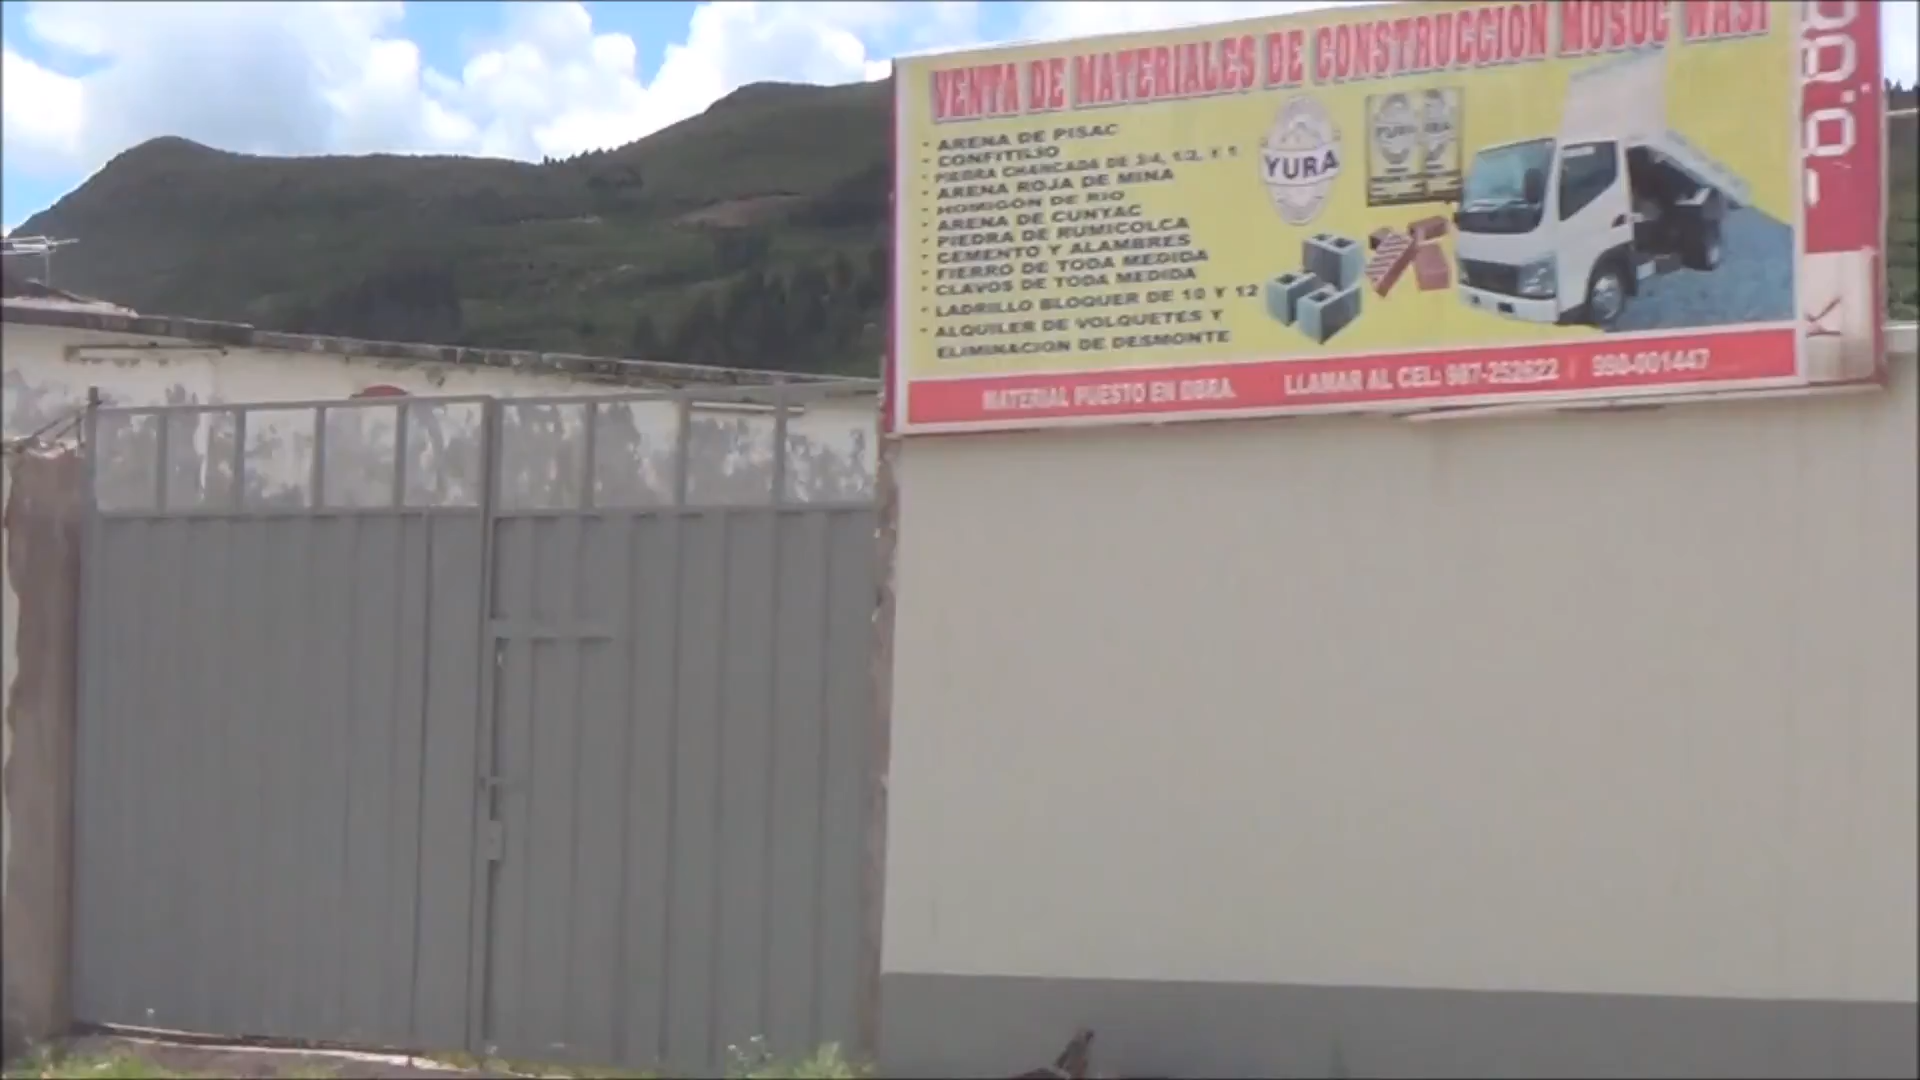 VENTA DE MATERIALES DE CONSTRUCCION MOSOC WASI
- ARENA DE PISAC
- CONFITILLO
- PIEDRA CHANCADA DE 3/4, 1/2, Y 1
- ARENA ROJA DE MINA
- HOMIGON DE RIO
- ARENA DE CUNYAC
- PIEDRA DE RUMICOLCA
- CEMENTO Y ALAMBRES
- FIERRO DE TODA MEDIDA
- CLAVOS DE TODA MEDIDA
- LADRILLO BLOQUER DE 10 Y 12
- ALQUILER DE VOLQUETES Y
ELIMINACION DE DESMONTE
YURA
MATERIAL PUESTO EN OBRA. LLAMAR AL CEL: 987-252622 | 990-001447